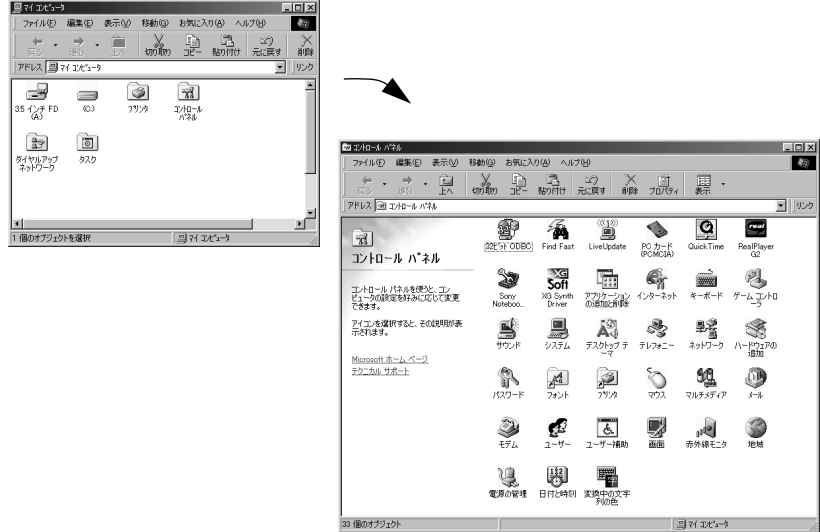 マイ コンピュータ
ファイル(F) 編集(E) 表示(V) 移動(G) お気に入り(A) ヘルプ(H)
戻る 進む 上へ 切り取り コピー 貼り付け 元に戻す 削除
アドレス マイ コンピュータ リンク
3.5 インチ FD (A:)
(C:)
プリンタ
コントロール パネル
ダイヤルアップ ネットワーク
タスク
1 個のオブジェクトを選択 マイ コンピュータ
コントロール パネル
ファイル(F) 編集(E) 表示(V) 移動(G) お気に入り(A) ヘルプ(H)
戻る 進む 上へ 切り取り コピー 貼り付け 元に戻す 削除 プロパティ 表示
アドレス コントロール パネル リンク
コントロール パネル
コントロール パネルを使うと、コン
ピュータの設定を好みに応じて変更
できます。
アイコンを選択すると、その説明が表
示されます。
Microsoft ホーム ページ
テクニカル サポート
32ビット ODBC
Find Fast
LiveUpdate
PC カード (PCMCIA)
QuickTime
RealPlayer G2
Sony Noteboo...
XG Synth Driver
アプリケーションの追加と削除
インターネット
キーボード
ゲーム コントローラ
サウンド
システム
デスクトップ テーマ
テレフォニー
ネットワーク
ハードウェアの追加
パスワード
フォント
プリンタ
マウス
マルチメディア
メール
モデム
ユーザー
ユーザー補助
画面
赤外線モニタ
地域
電源の管理
日付と時刻
変換中の文字列の色
33 個のオブジェクト マイ コンピュータ